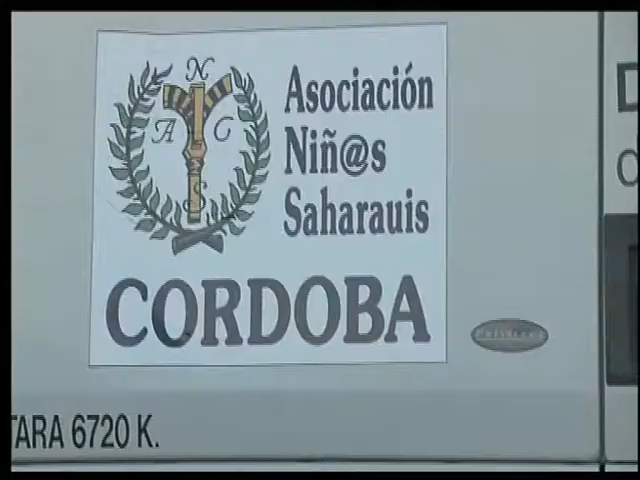 N
A C
S
Asociación
Niñ@s
Saharauis
CORDOBA
TARA 6720 K.